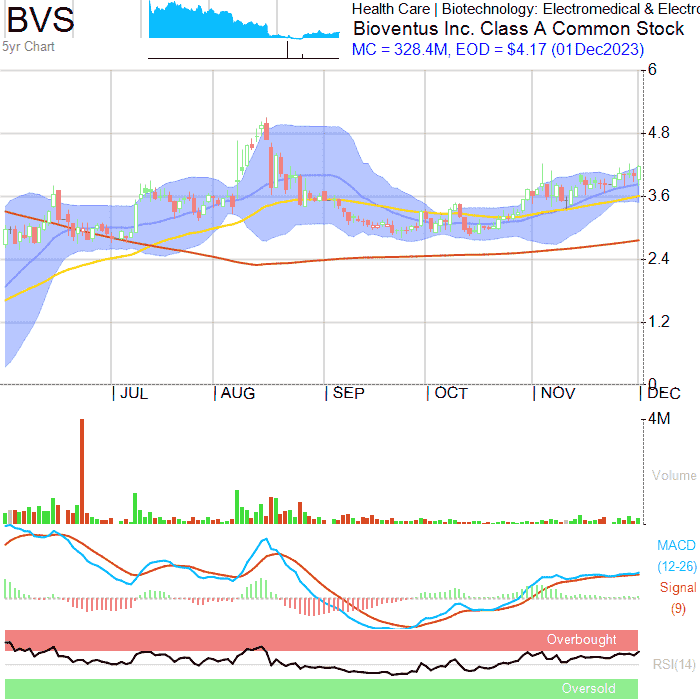 BVS
5yr Chart
Health Care | Biotechnology: Electromedical & Electro
Bioventus Inc. Class A Common Stock
MC = 328.4M, EOD = $4.17 (01Dec2023)
6
4.8
3.6
2.4
1.2
0
JUL
AUG
SEP
OCT
NOV
DEC
4M
Volume
MACD
(12-26)
Signal
(9)
Overbought
RSI(14)
Oversold